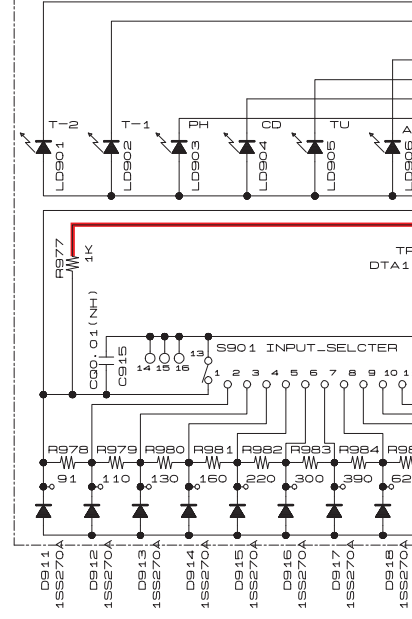 T-2 T-1 PH CD TU A
LD901 LD902 LD903 LD904 LD905 LD906
R977 1K TR
DTA1
CQ0.01(NH) C915
14 15 16 13
S901 INPUT_SELCTER
1 2 3 4 5 6 7 8 9 10 1
R978 R979 R980 R981 R982 R983 R984 R98
91 110 130 160 220 300 390 62
D911 D912 D913 D914 D915 D916 D917 D918
1SS270A 1SS270A 1SS270A 1SS270A 1SS270A 1SS270A 1SS270A 1SS270A